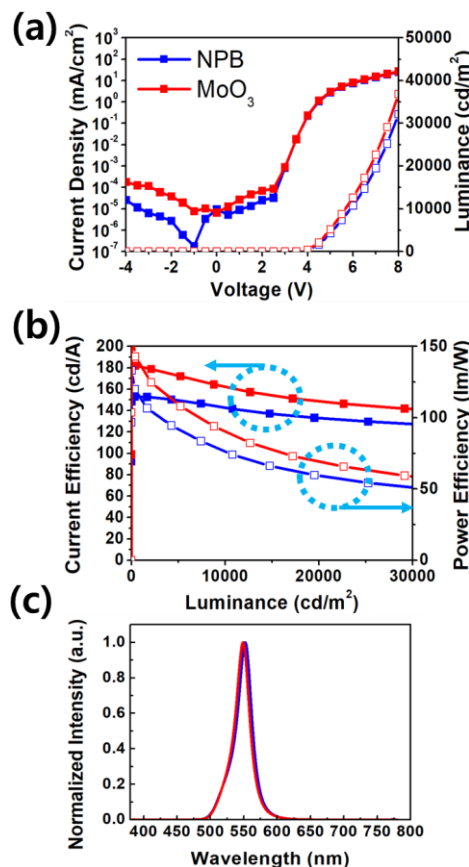 (a)
Current Density (mA/cm²)
10³
10²
10¹
10⁰
10⁻¹
10⁻²
10⁻³
10⁻⁴
10⁻⁵
10⁻⁶
10⁻⁷
NPB
MoO₃
50000
40000
30000
20000
10000
0
Luminance (cd/m²)
-4 -2 0 2 4 6 8
Voltage (V)
(b)
Current Efficiency (cd/A)
200
180
160
140
120
100
80
60
40
20
0
150
100
50
0
Power Efficiency (lm/W)
0 10000 20000 30000
Luminance (cd/m²)
(c)
Normalized Intensity (a.u.)
1.0
0.8
0.6
0.4
0.2
0.0
400 450 500 550 600 650 700 750 800
Wavelength (nm)